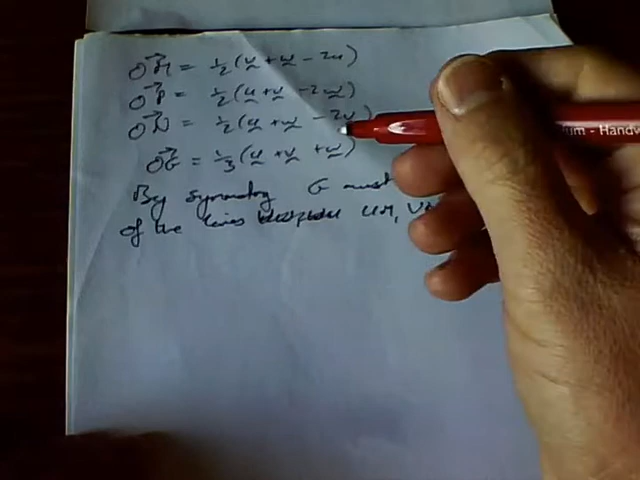 OM = ½(v + w - 2u)
OP = ½(u + v - 2w)
ON = ½(u + w - 2v)
OG = ⅓(u + v + w)
By symmetry G must
of the lines UM, V
um - Handw